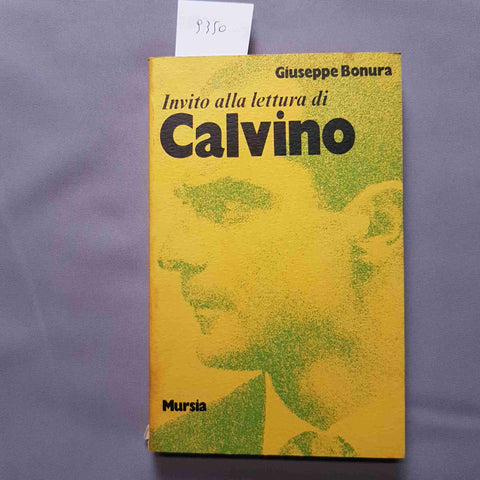 9350
Giuseppe Bonura
Invito alla lettura di
Calvino
Mursia